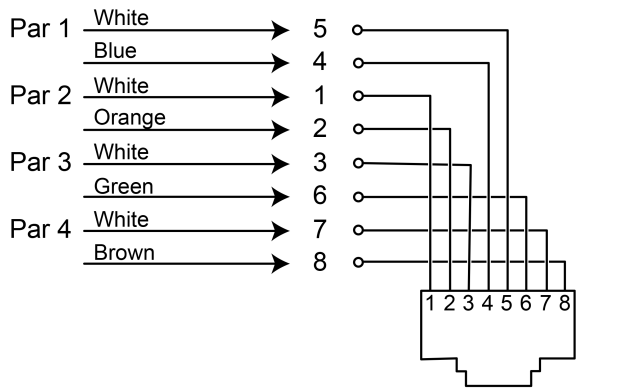 Par 1 White 5
Blue 4
Par 2 White 1
Orange 2
Par 3 White 3
Green 6
Par 4 White 7
Brown 8
1 2 3 4 5 6 7 8